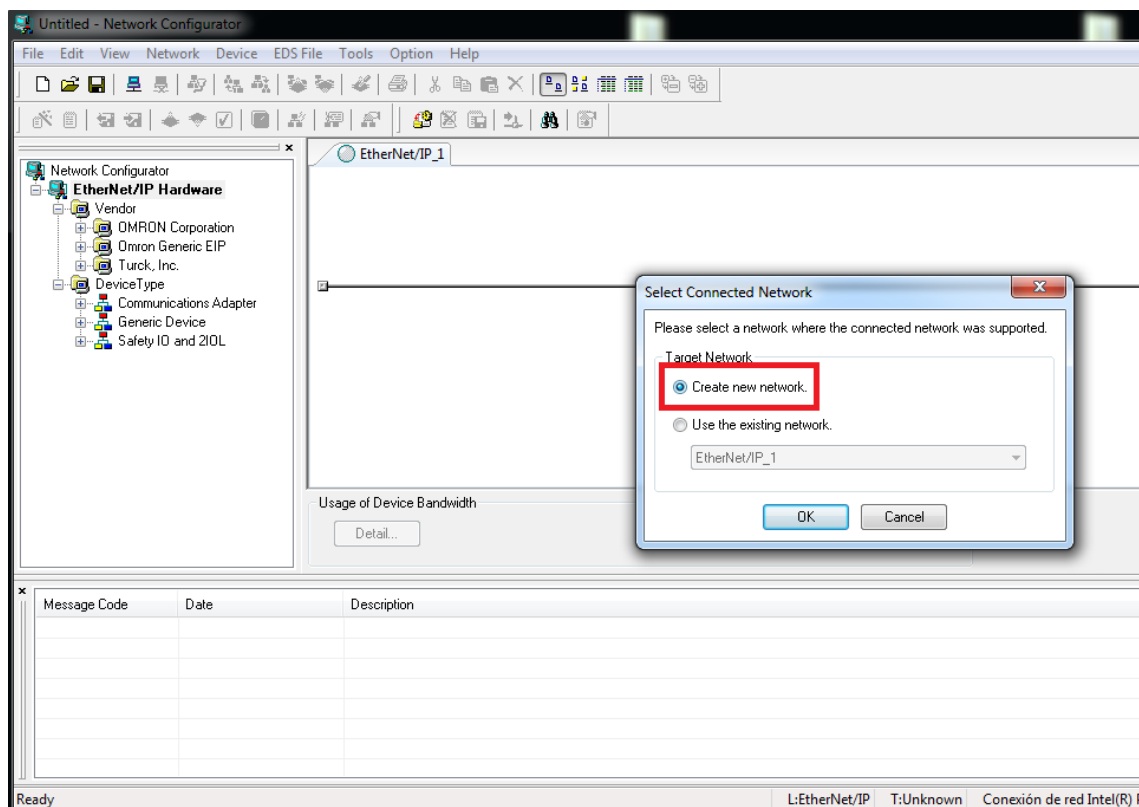 Untitled - Network Configurator
File Edit View Network Device EDS File Tools Option Help
EtherNet/IP_1
Network Configurator
EtherNet/IP Hardware
Vendor
OMRON Corporation
Omron Generic EIP
Turck, Inc.
DeviceType
Communications Adapter
Generic Device
Safety IO and 2IOL
Select Connected Network
Please select a network where the connected network was supported.
Target Network
Create new network.
Use the existing network.
EtherNet/IP_1
OK Cancel
Usage of Device Bandwidth
Detail...
Message Code Date Description
Ready L:EtherNet/IP T:Unknown Conexión de red Intel(R)